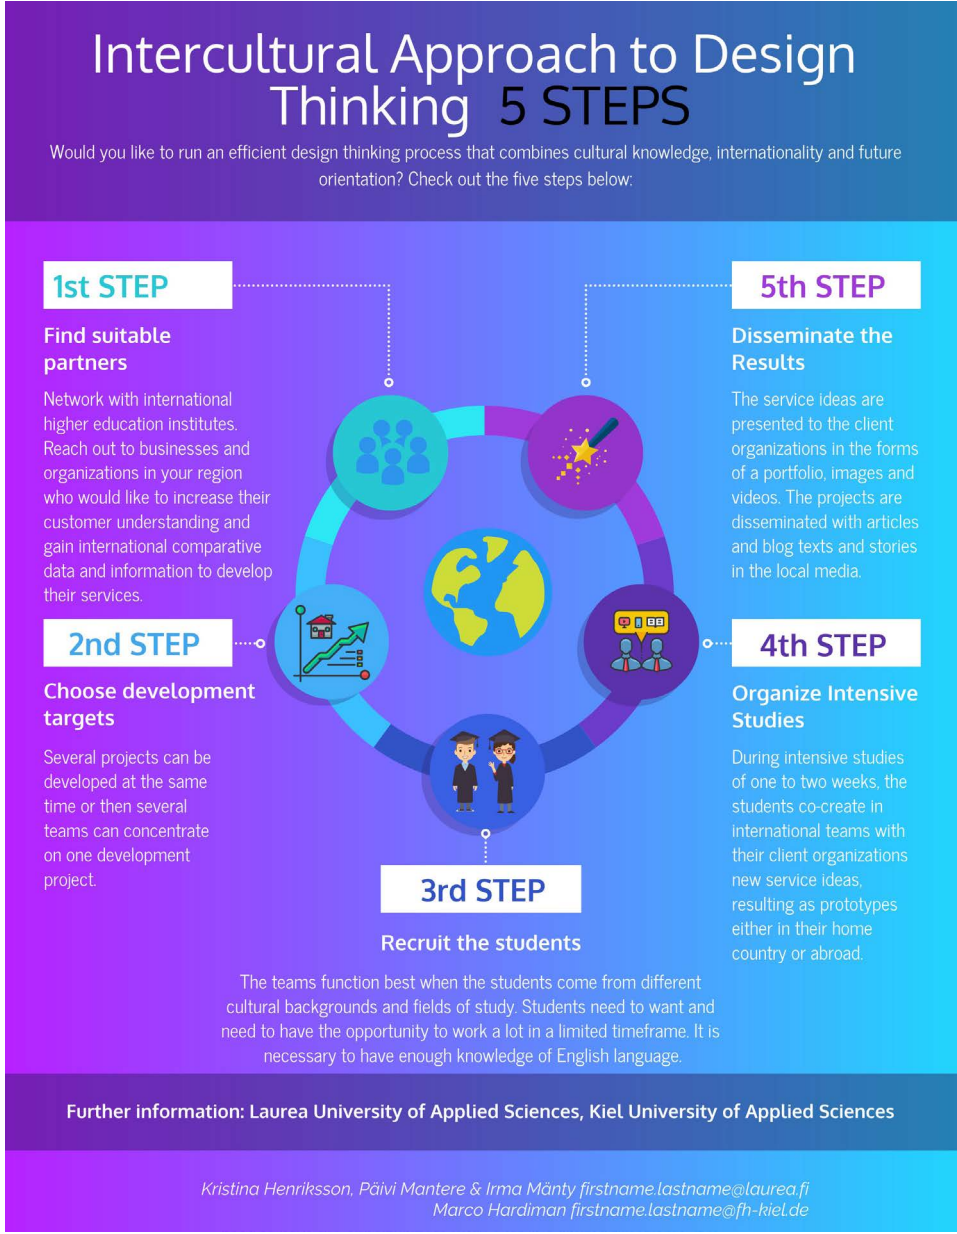 Intercultural Approach to Design
Thinking 5 STEPS
Would you like to run an efficient design thinking process that combines cultural knowledge, internationality and future
orientation? Check out the five steps below:
1st STEP
Find suitable
partners
Network with international
higher education institutes.
Reach out to businesses and
organizations in your region
who would like to increase their
customer understanding and
gain international comparative
data and information to develop
their services.
2nd STEP
Choose development
targets
Several projects can be
developed at the same
time or then several
teams can concentrate
on one development
project.
3rd STEP
Recruit the students
The teams function best when the students come from different
cultural backgrounds and fields of study. Students need to want and
need to have the opportunity to work a lot in a limited timeframe. It is
necessary to have enough knowledge of English language.
4th STEP
Organize Intensive
Studies
During intensive studies
of one to two weeks, the
students co-create in
international teams with
their client organizations
new service ideas,
resulting as prototypes
either in their home
country or abroad.
5th STEP
Disseminate the
Results
The service ideas are
presented to the client
organizations in the forms
of a portfolio, images and
videos. The projects are
disseminated with articles
and blog texts and stories
in the local media.
Further information: Laurea University of Applied Sciences, Kiel University of Applied Sciences
Kristina Henriksson, Päivi Mantere & Irma Mänty firstname.lastname@laurea.fi
Marco Hardiman firstname.lastname@fh-kiel.de